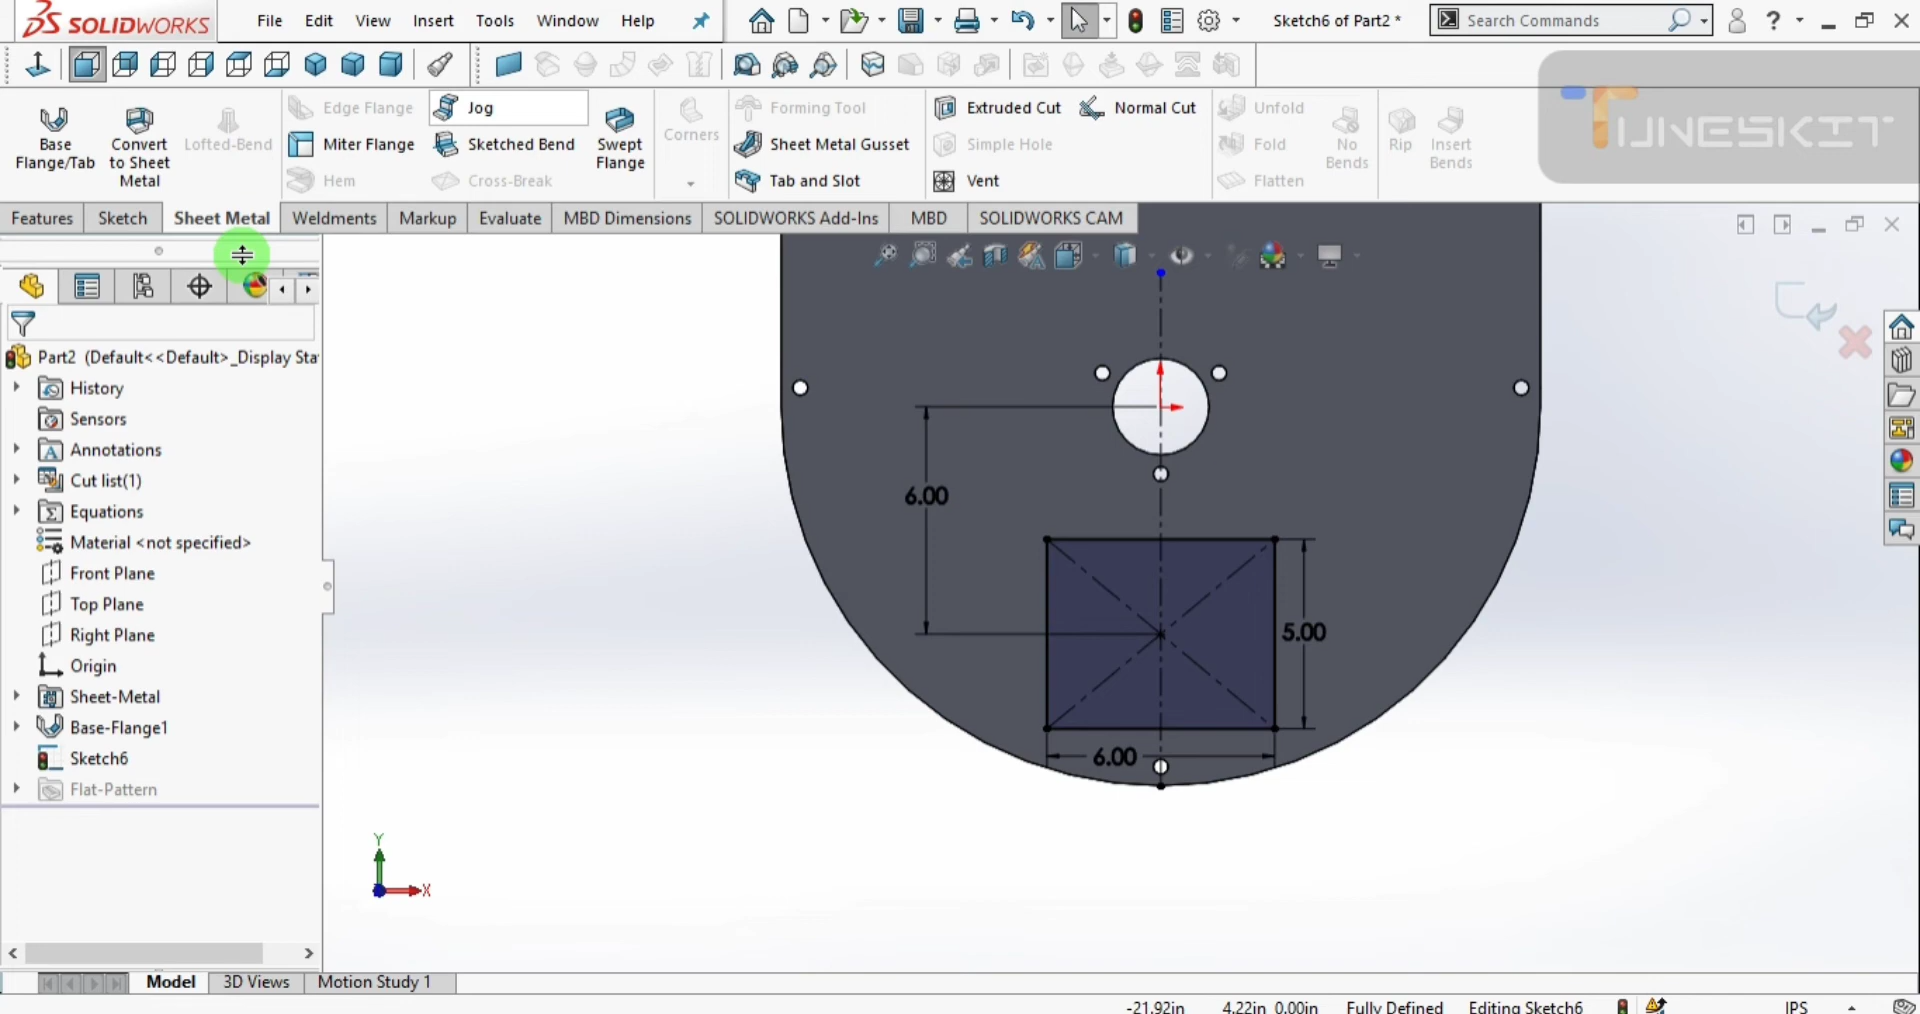 SOLIDWORKS File Edit View Insert Tools Window Help Sketch6 of Part2 * Search Commands ?
Edge Flange Jog Forming Tool Extruded Cut Normal Cut Unfold
TUNESKIT
Base Flange/Tab Convert to Sheet Metal Lofted-Bend Miter Flange Sketched Bend Swept Flange Corners Sheet Metal Gusset Simple Hole Fold No Bends Rip Insert Bends
Hem Cross-Break Tab and Slot Vent Flatten
Features Sketch Sheet Metal Weldments Markup Evaluate MBD Dimensions SOLIDWORKS Add-Ins MBD SOLIDWORKS CAM
Part2 (Default<<Default>_Display Sta
History
Sensors
Annotations
Cut list(1)
Equations
Material <not specified>
Front Plane
Top Plane
Right Plane
Origin
Sheet-Metal
Base-Flange1
Sketch6
Flat-Pattern
6.00
5.00
6.00
Y
X
Model 3D Views Motion Study 1
-21.92in 4.22in 0.00in Fully Defined Editing Sketch6 IPS